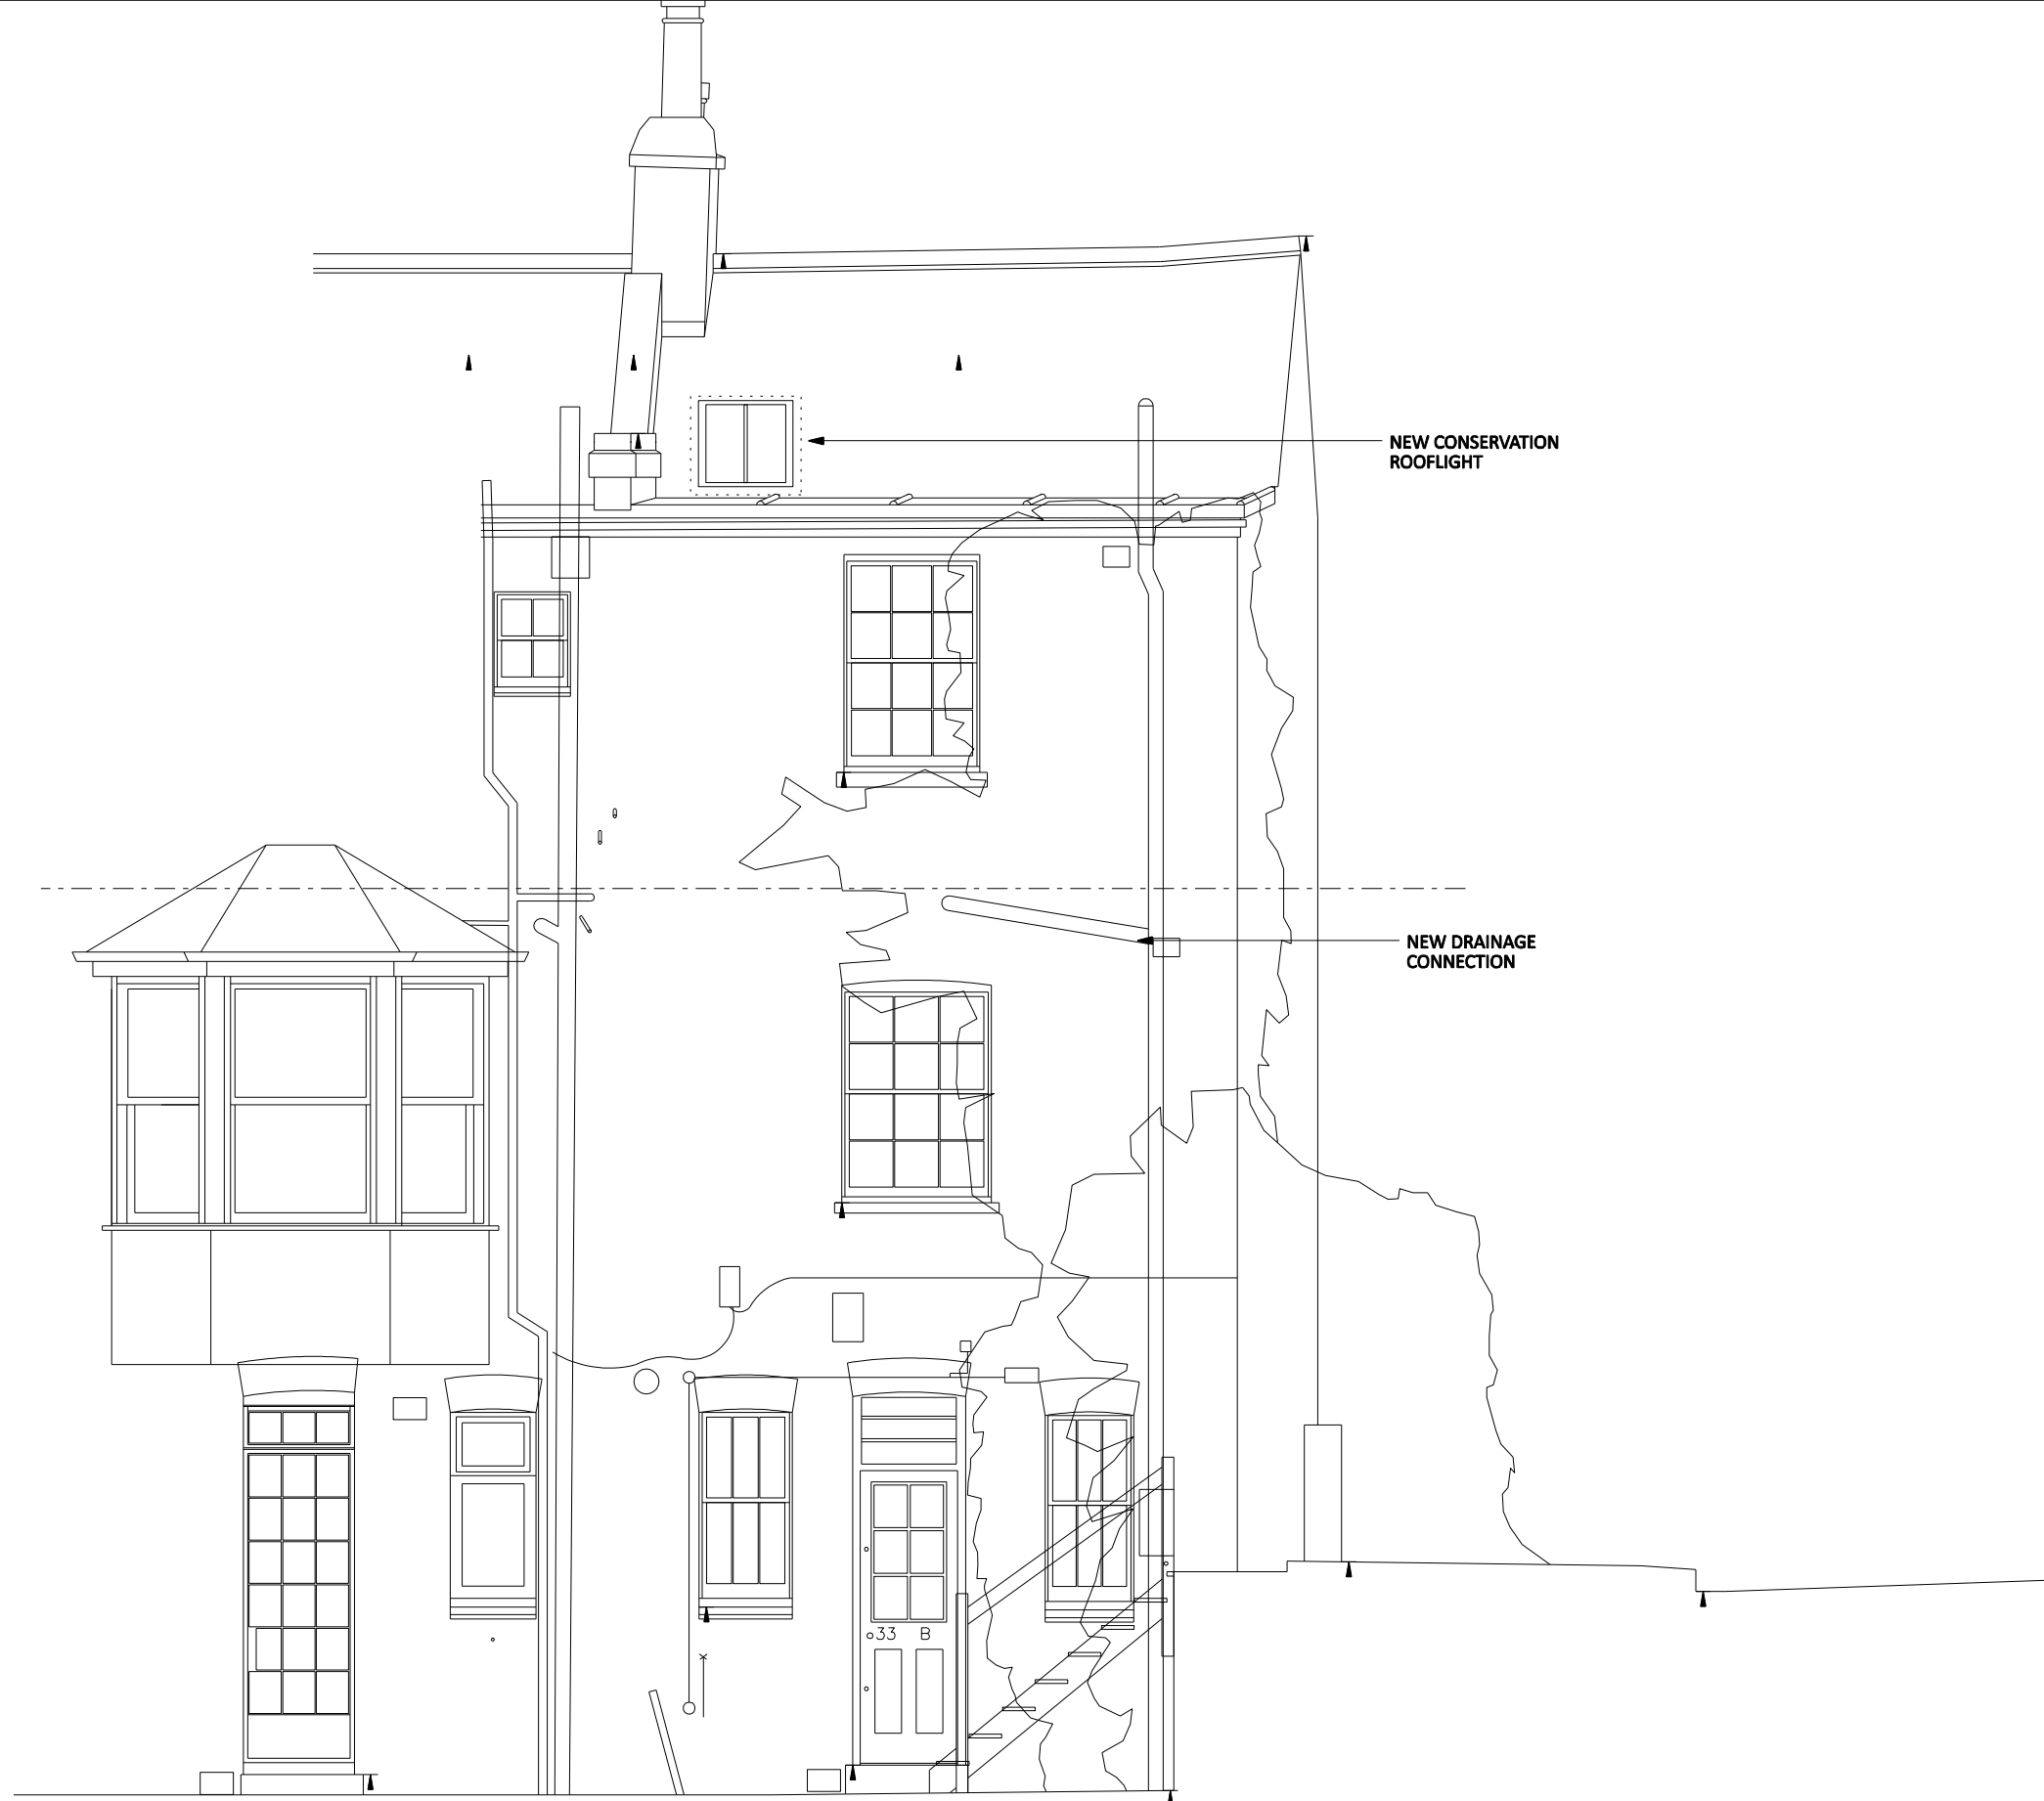 NEW CONSERVATION
ROOFLIGHT
NEW DRAINAGE
CONNECTION
33 B